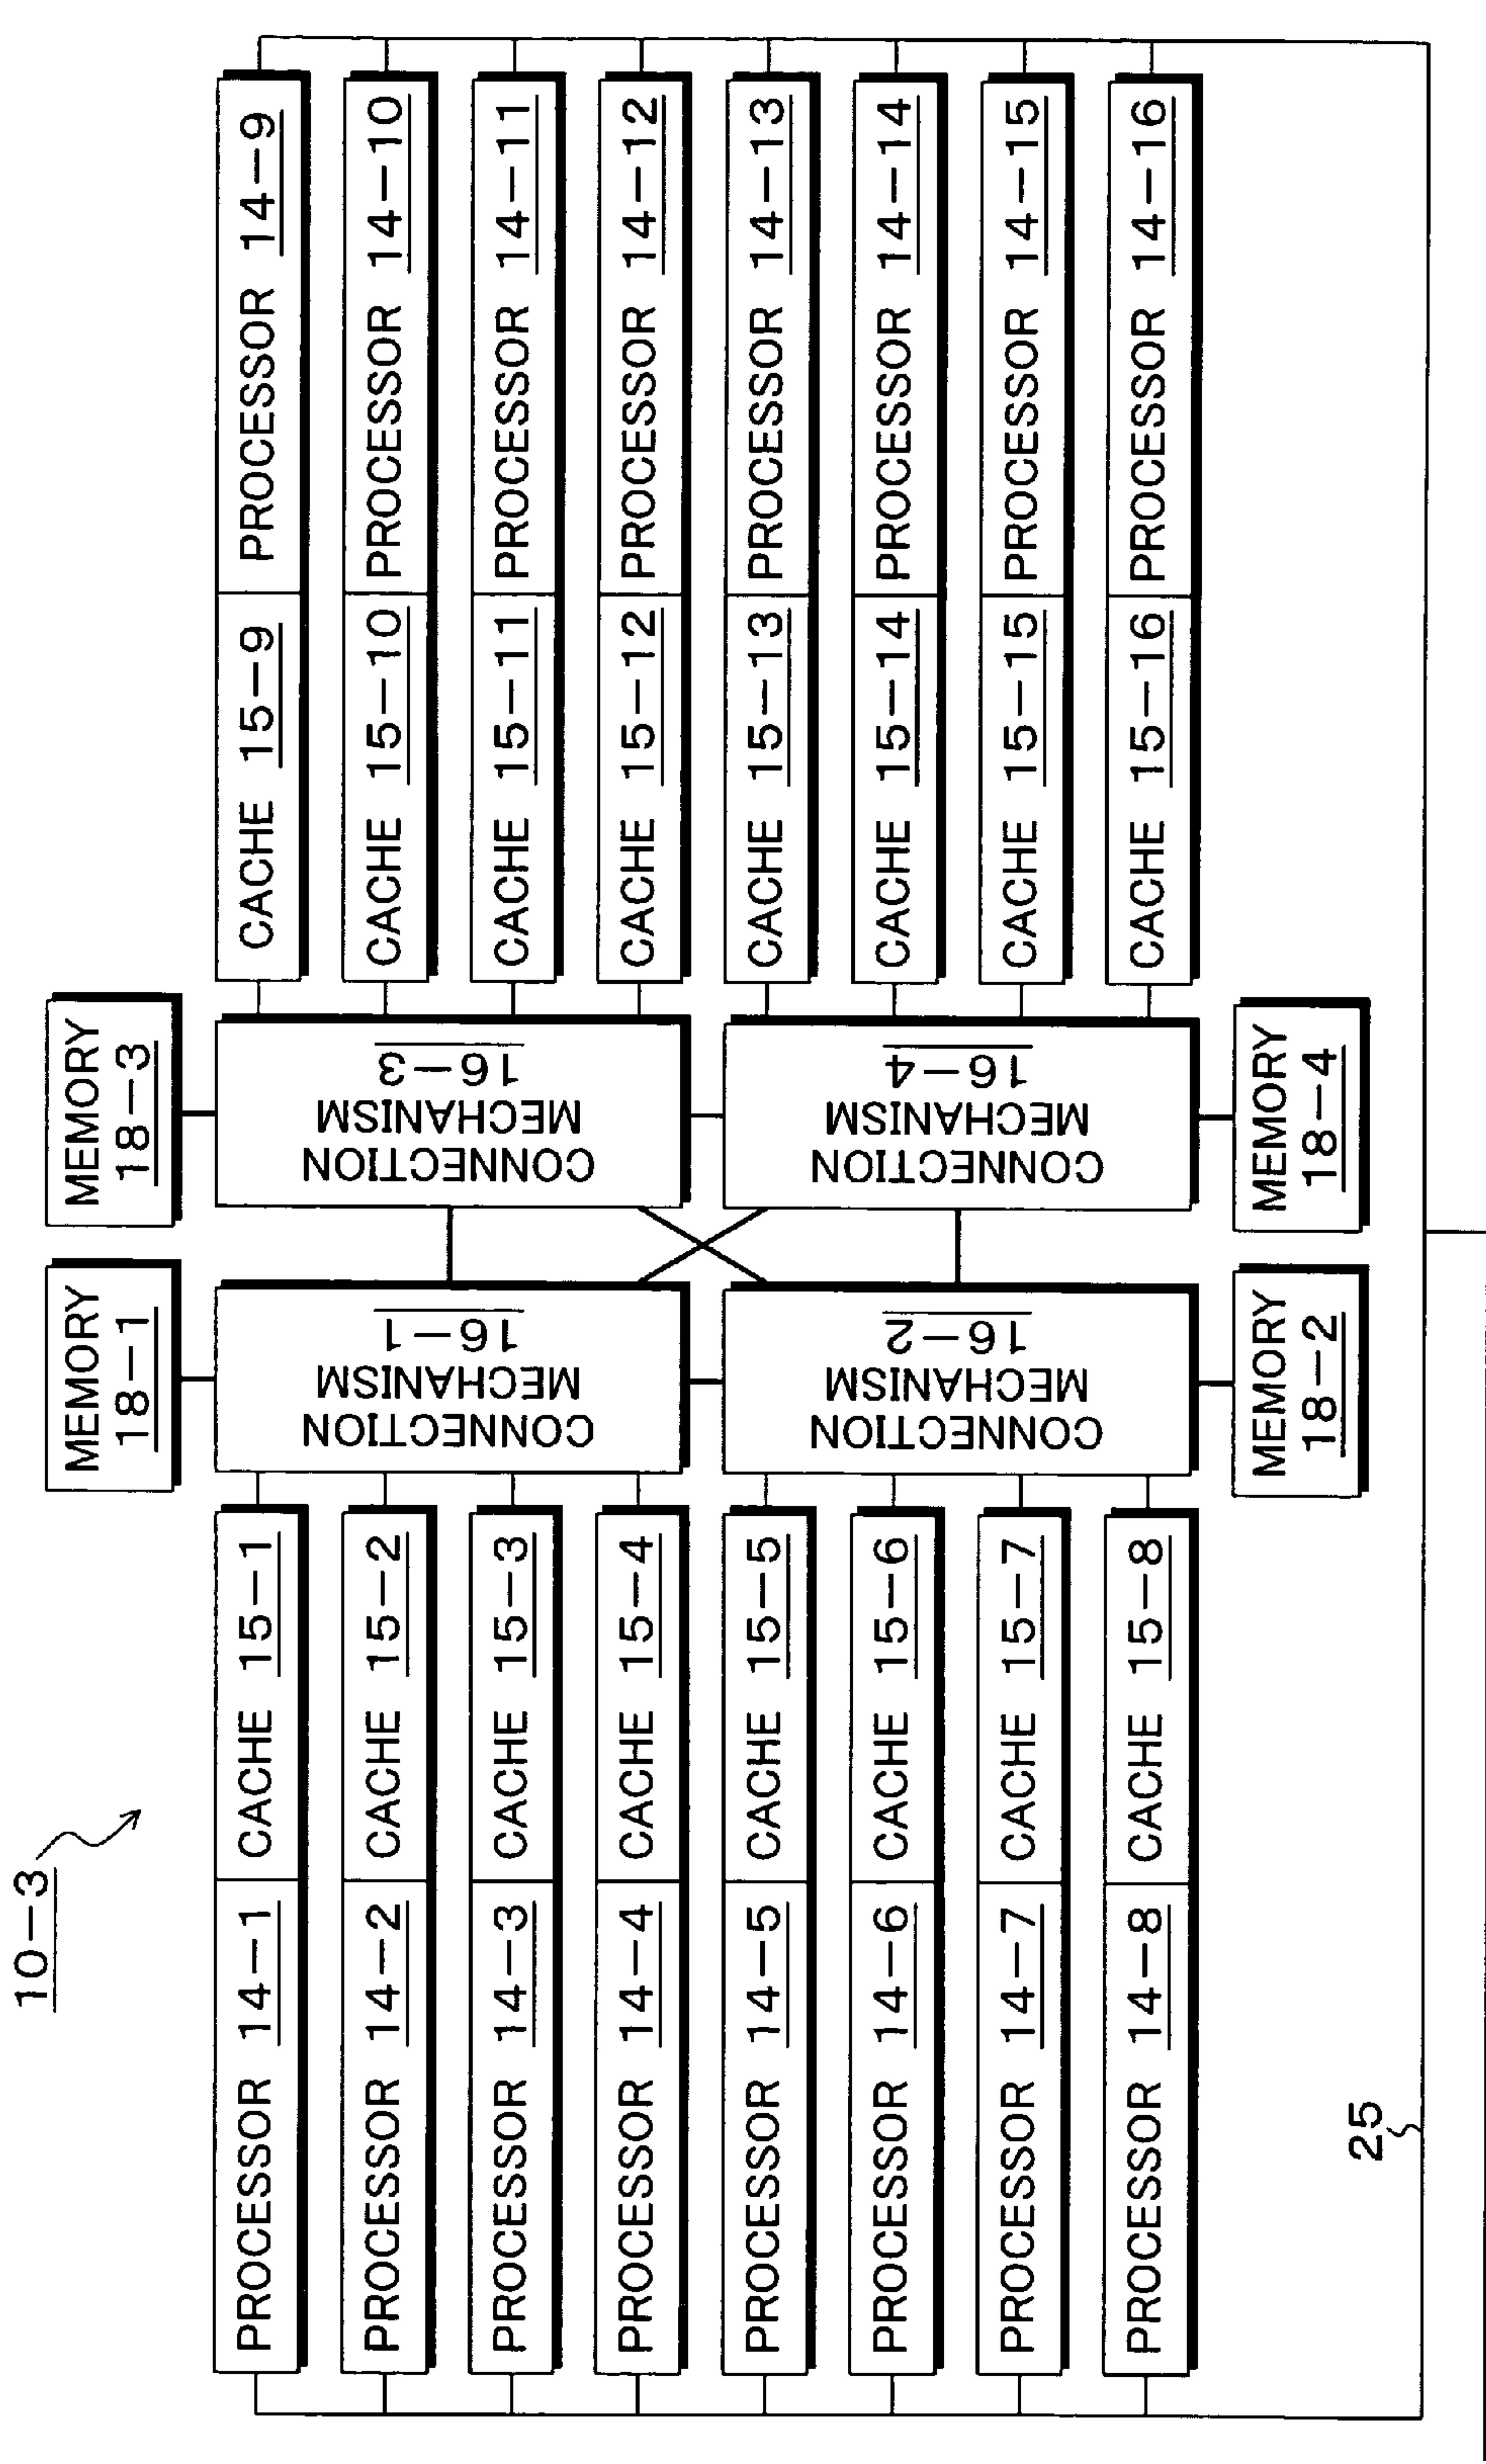 10-3
MEMORY
18-1
MEMORY
18-3
PROCESSOR 14-1
CACHE 15-1
CACHE 15-9
PROCESSOR 14-9
PROCESSOR 14-2
CACHE 15-2
CACHE 15-10
PROCESSOR 14-10
PROCESSOR 14-3
CACHE 15-3
CACHE 15-11
PROCESSOR 14-11
PROCESSOR 14-4
CACHE 15-4
CACHE 15-12
PROCESSOR 14-12
CONNECTION
MECHANISM
16-1
CONNECTION
MECHANISM
16-3
PROCESSOR 14-5
CACHE 15-5
CACHE 15-13
PROCESSOR 14-13
PROCESSOR 14-6
CACHE 15-6
CACHE 15-14
PROCESSOR 14-14
PROCESSOR 14-7
CACHE 15-7
CACHE 15-15
PROCESSOR 14-15
PROCESSOR 14-8
CACHE 15-8
CACHE 15-16
PROCESSOR 14-16
CONNECTION
MECHANISM
16-2
CONNECTION
MECHANISM
16-4
MEMORY
18-2
MEMORY
18-4
25